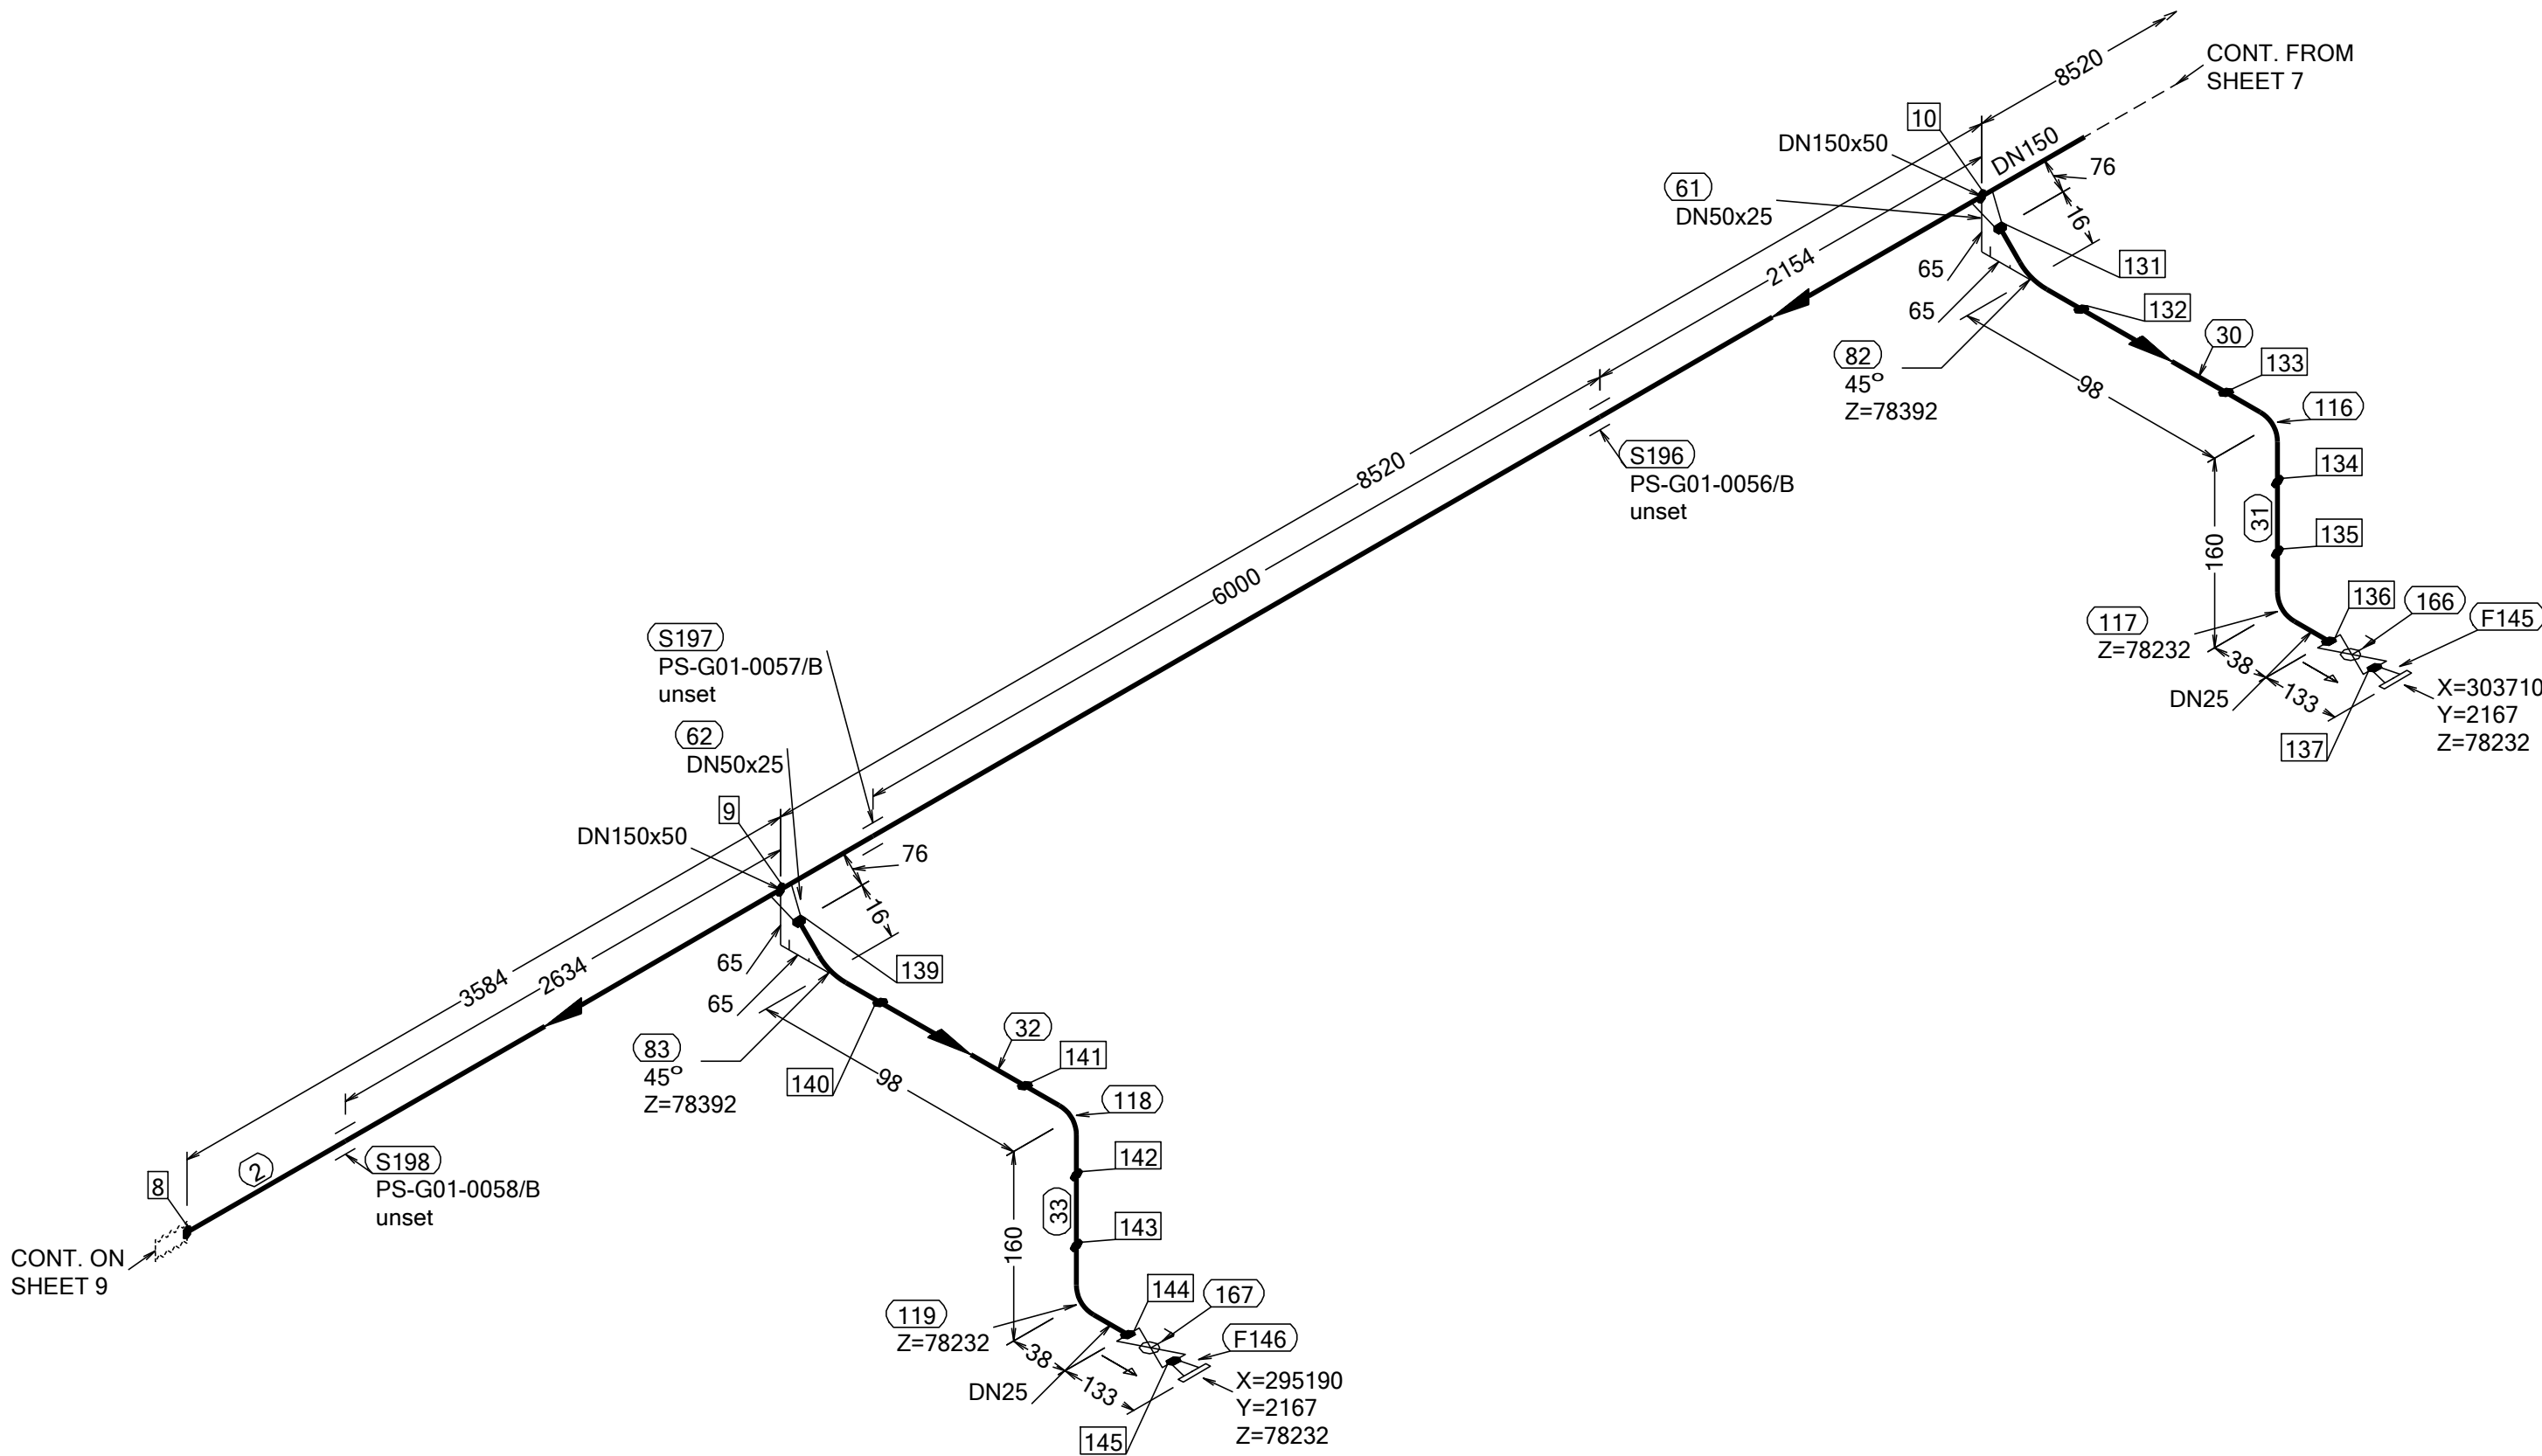 8520
CONT. FROM
SHEET 7
10
DN150x50
DN150
76
61
DN50x25
16
131
65
65
2154
132
82
45°
Z=78392
30
133
98
116
S196
PS-G01-0056/B
unset
134
8520
31
135
160
6000
136
166
F145
117
Z=78232
38
133
DN25
X=303710
Y=2167
Z=78232
137
S197
PS-G01-0057/B
unset
62
DN50x25
9
DN150x50
76
16
139
65
65
3584
2634
83
45°
Z=78392
140
32
141
98
118
142
33
143
160
S198
PS-G01-0058/B
unset
2
8
CONT. ON
SHEET 9
144
167
F146
119
Z=78232
38
133
DN25
X=295190
Y=2167
Z=78232
145